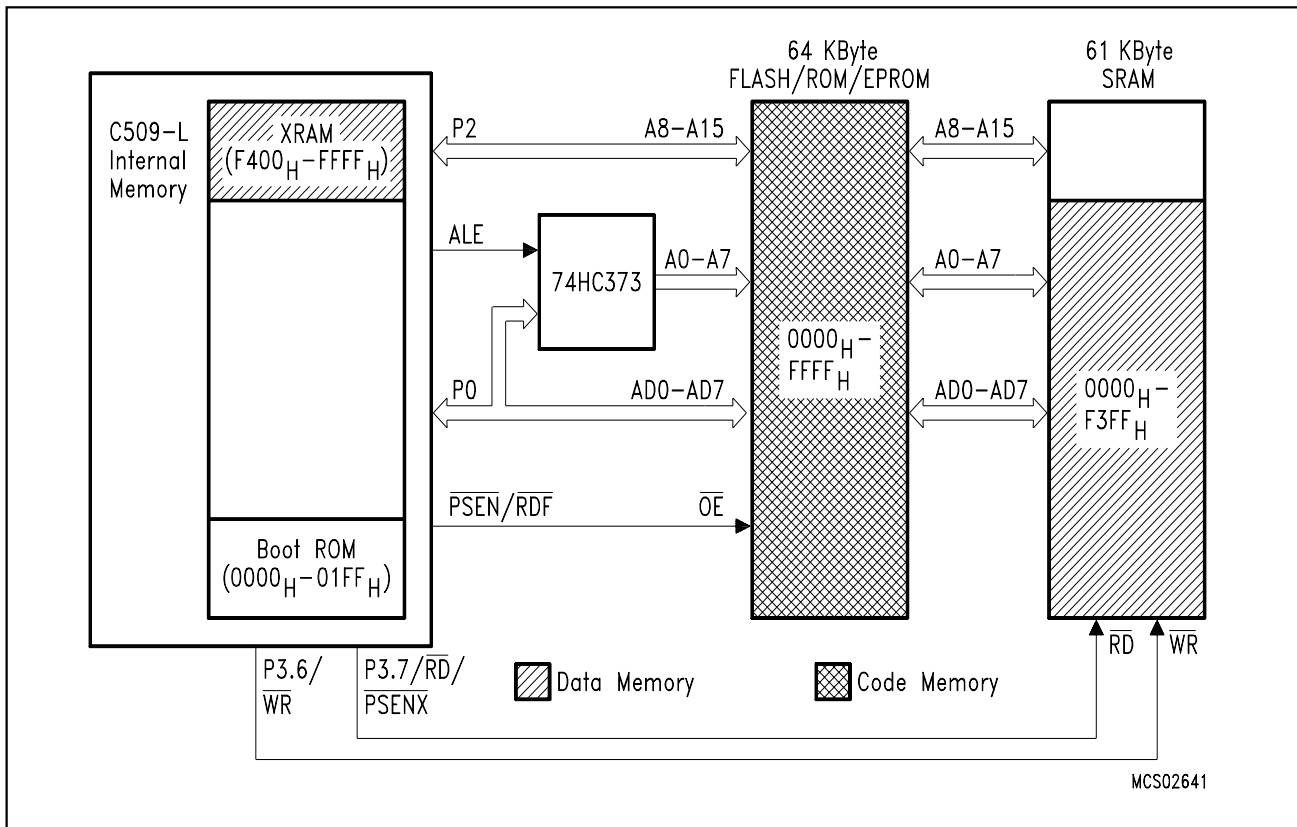 64 KByte
FLASH/ROM/EPROM
61 KByte
SRAM
C509-L
Internal
Memory
XRAM
(F400H-FFFFH)
P2
A8-A15
A8-A15
ALE
74HC373
A0-A7
A0-A7
0000H-
FFFFH
P0
AD0-AD7
AD0-AD7
0000H-
F3FFH
PSEN/RDF
OE
Boot ROM
(0000H-01FFH)
RD
WR
P3.6/
WR
P3.7/RD/
PSENX
Data Memory
Code Memory
MCS02641